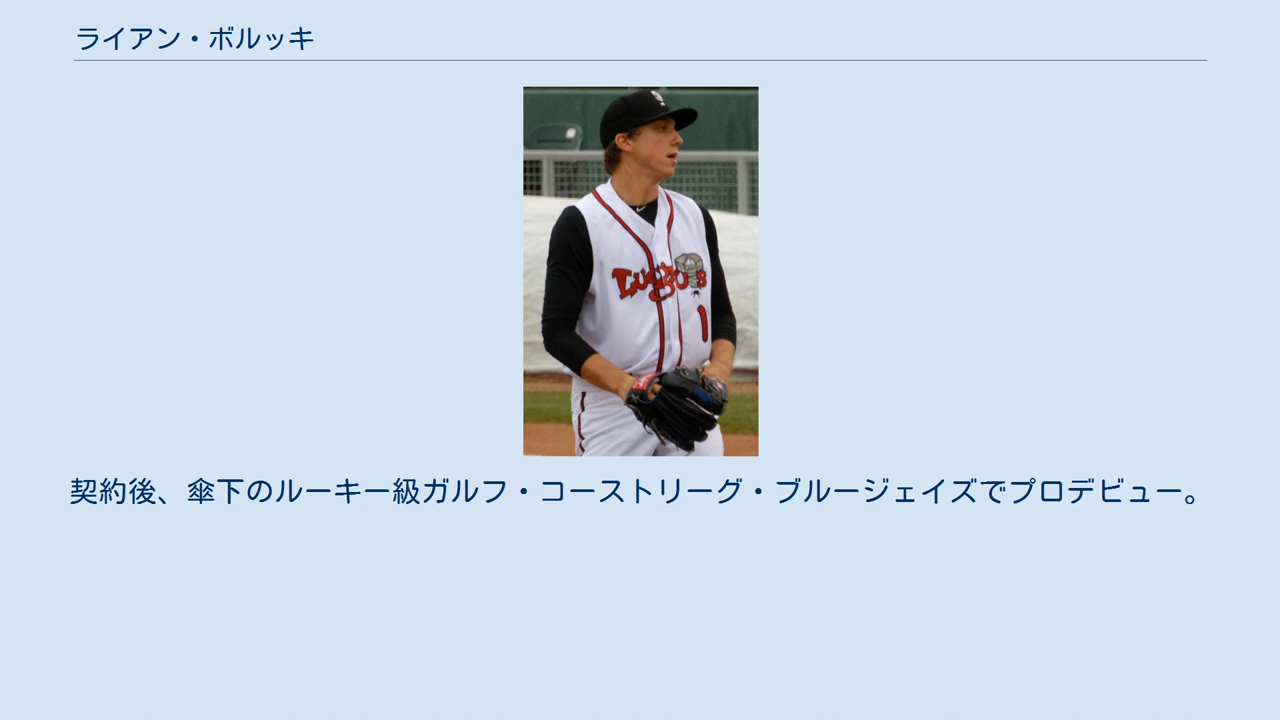 ライアン・ボルッキ
Lugnuts
1
契約後、傘下のルーキー級ガルフ・コーストリーグ・ブルージェイズでプロデビュー。